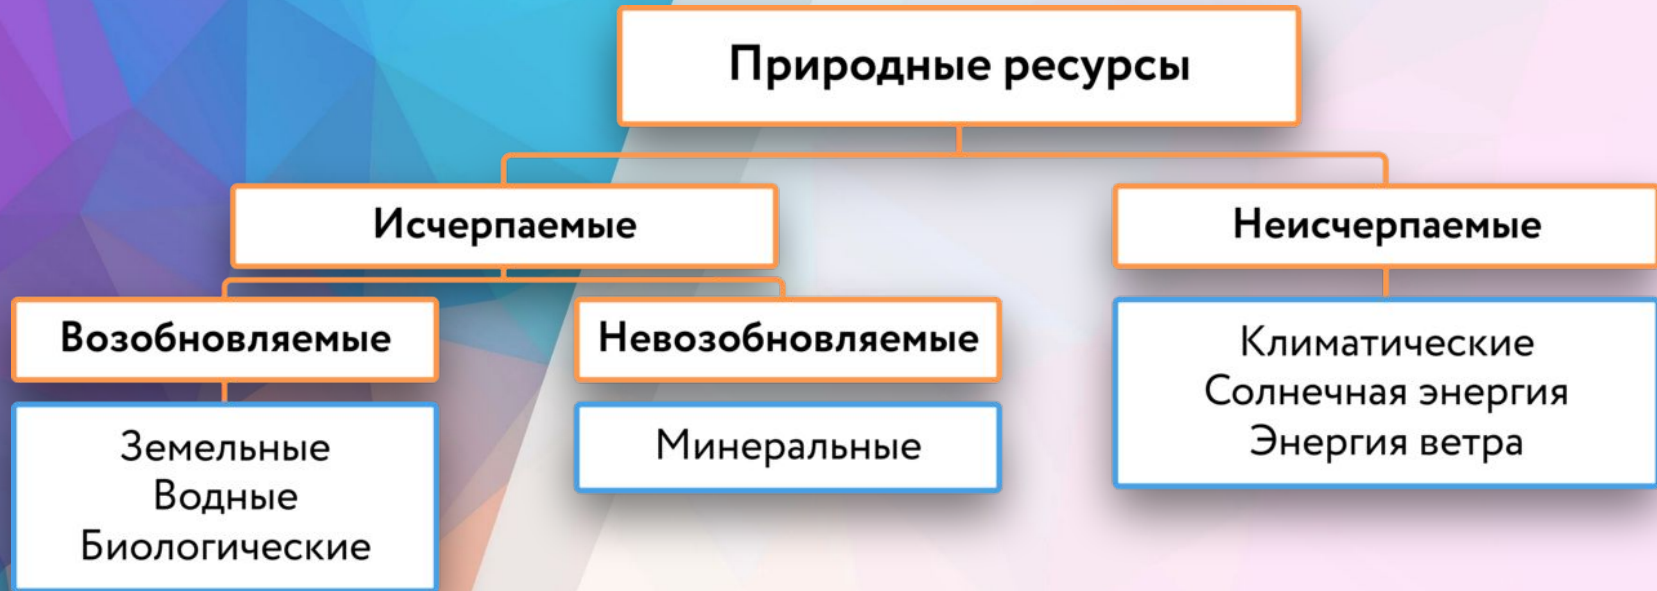 Природные ресурсы
Исчерпаемые
Неисчерпаемые
Возобновляемые
Невозобновляемые
Земельные
Водные
Биологические
Минеральные
Климатические
Солнечная энергия
Энергия ветра